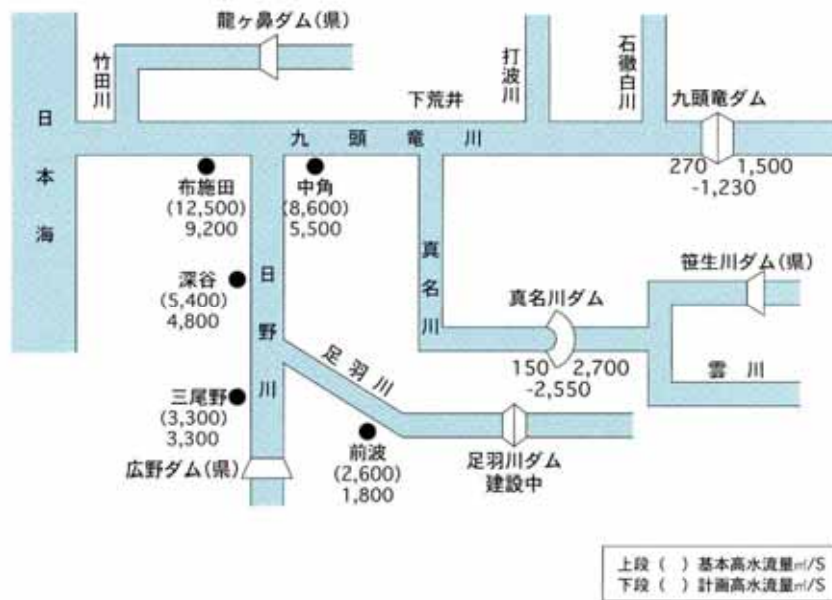 龍ヶ鼻ダム(県)
竹田川
打波川
石徹白川
下荒井
九頭竜ダム
270 1,500
-1,230
日本海
九頭竜川
布施田
(12,500)
9,200
中角
(8,600)
5,500
真名川
笹生川ダム(県)
深谷
(5,400)
4,800
日野川
真名川ダム
150 2,700
-2,550
雲川
足羽川
三尾野
(3,300)
3,300
前波
(2,600)
1,800
広野ダム(県)
足羽川ダム
建設中
上段 ( ) 基本高水流量㎥/S
下段 ( ) 計画高水流量㎥/S